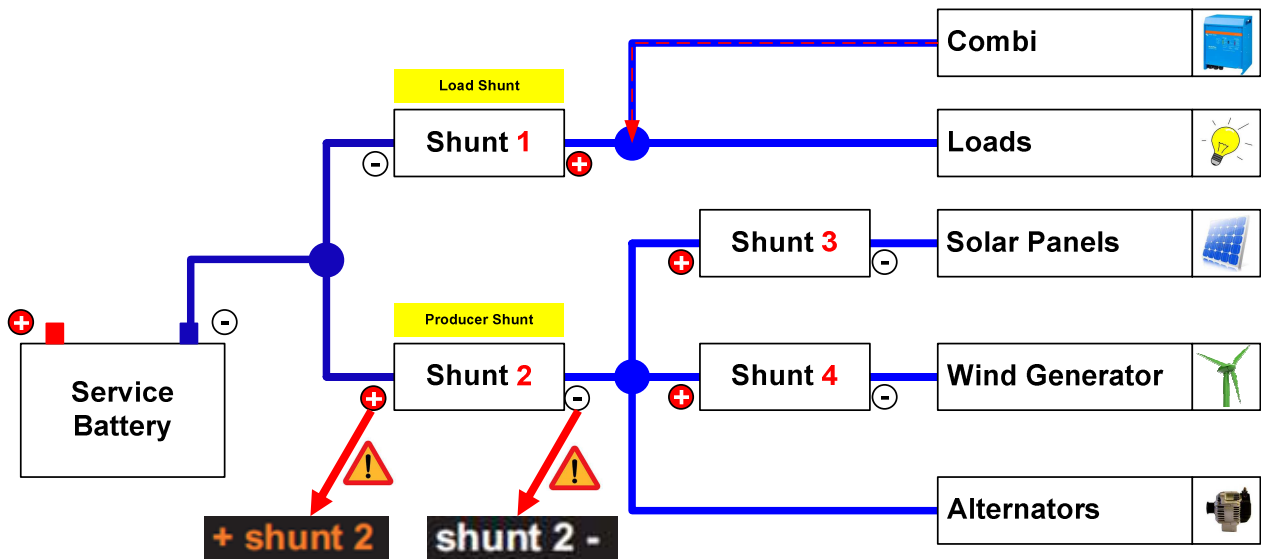 Combi
Load Shunt
Shunt 1
Loads
-
+
Shunt 3
Solar Panels
+
-
+
-
Producer Shunt
Service
Battery
Shunt 2
Shunt 4
Wind Generator
+
-
+
-
Alternators
+ shunt 2
shunt 2 -